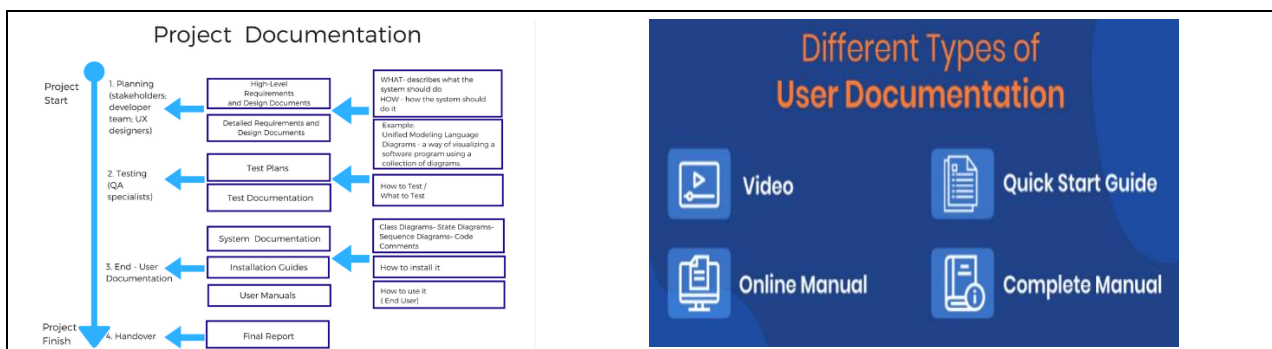 Project Documentation
Project
Start
1. Planning
(stakeholders;
developer
team; UX
designers)
High-Level
Requirements
and Design Documents
Detailed Requirements and
Design Documents
WHAT- describes what the
system should do
HOW - how the system should
do it
Example:
Unified Modeling Language
Diagrams - a way of visualizing a
software program using a
collection of diagrams.
2. Testing
(QA
specialists)
Test Plans
Test Documentation
How to Test /
What to Test
3. End - User
Documentation
System Documentation
Installation Guides
User Manuals
Class Diagrams- State Diagrams-
Sequence Diagrams- Code
Comments
How to install it
How to use it
( End User)
Project
Finish
4. Handover
Final Report
Different Types of
User Documentation
Video
Quick Start Guide
Online Manual
Complete Manual